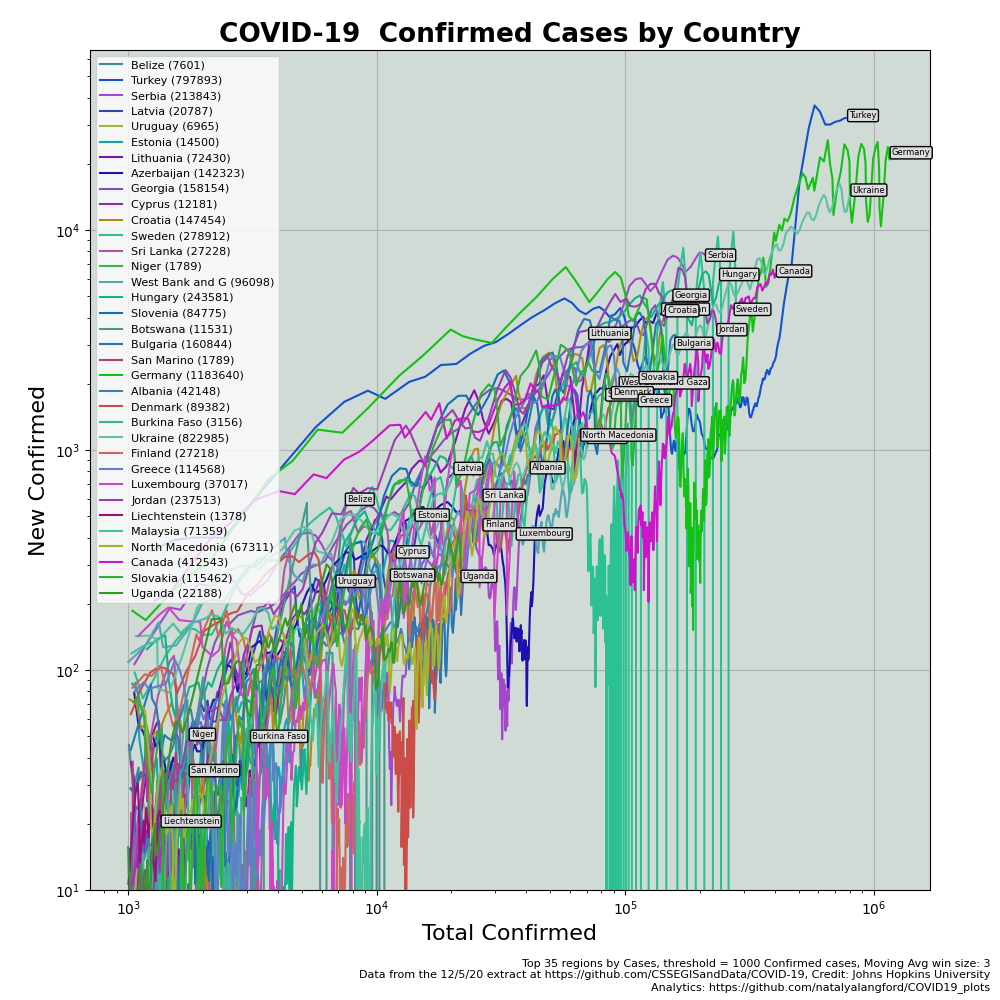 COVID-19  Confirmed Cases by Country
Belize (7601)
Turkey (797893)
Serbia (213843)
Latvia (20787)
Uruguay (6965)
Estonia (14500)
Lithuania (72430)
Azerbaijan (142323)
Georgia (158154)
Cyprus (12181)
Croatia (147454)
Sweden (278912)
Sri Lanka (27228)
Niger (1789)
West Bank and G (96098)
Hungary (243581)
Slovenia (84775)
Botswana (11531)
Bulgaria (160844)
San Marino (1789)
Germany (1183640)
Albania (42148)
Denmark (89382)
Burkina Faso (3156)
Ukraine (822985)
Finland (27218)
Greece (114568)
Luxembourg (37017)
Jordan (237513)
Liechtenstein (1378)
Malaysia (71359)
North Macedonia (67311)
Canada (412543)
Slovakia (115462)
Uganda (22188)
Turkey
Germany
Ukraine
Serbia
Hungary
Canada
Georgia
Croatia
Sweden
Lithuania
Jordan
Bulgaria
Slovakia
Denmark
Greece
North Macedonia
Latvia
Albania
Belize
Sri Lanka
Estonia
Finland
Luxembourg
Cyprus
Uruguay
Botswana
Uganda
Niger
Burkina Faso
San Marino
Liechtenstein
New Confirmed
10⁴
10³
10²
10¹
10³ 10⁴ 10⁵ 10⁶
Total Confirmed
Top 35 regions by Cases, threshold = 1000 Confirmed cases, Moving Avg win size: 3
Data from the 12/5/20 extract at https://github.com/CSSEGISandData/COVID-19, Credit: Johns Hopkins University
Analytics: https://github.com/natalyalangford/COVID19_plots